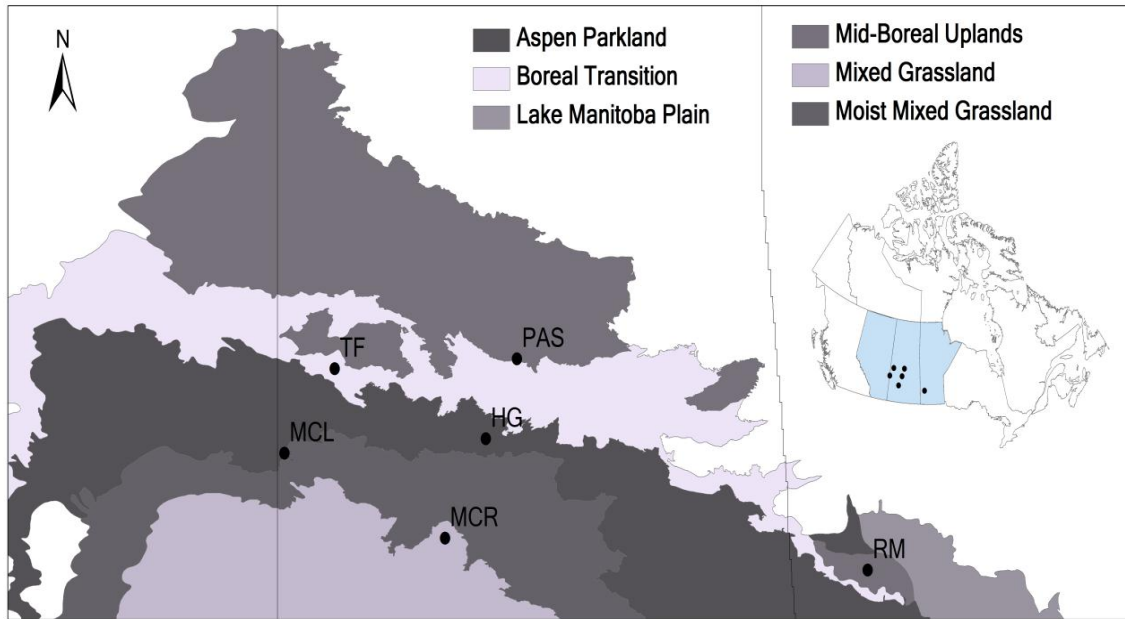 N
Aspen Parkland
Boreal Transition
Lake Manitoba Plain
Mid-Boreal Uplands
Mixed Grassland
Moist Mixed Grassland
TF
PAS
HG
MCL
MCR
RM